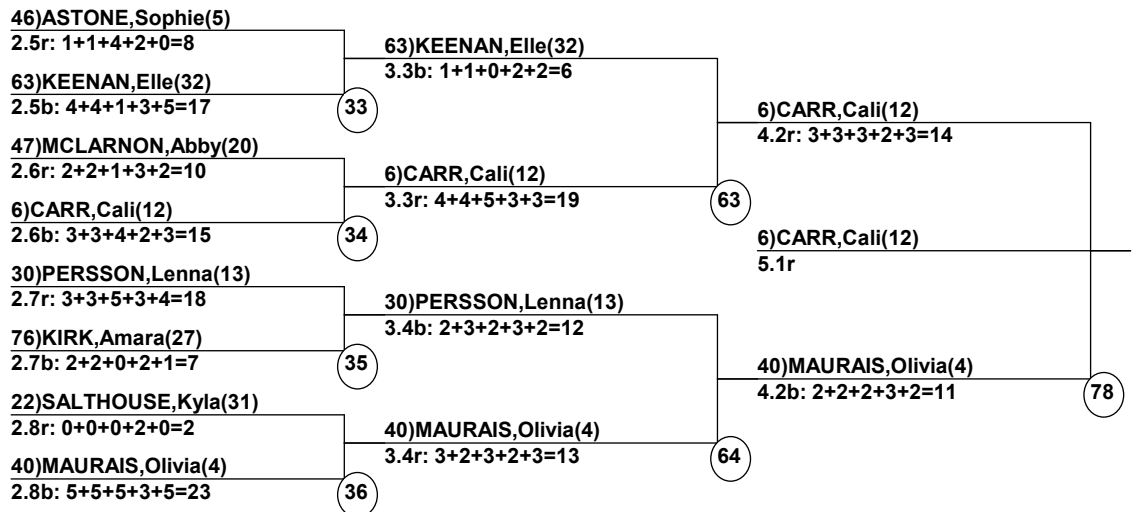 46)ASTONE,Sophie(5)
2.5r: 1+1+4+2+0=8
63)KEENAN,Elle(32)
2.5b: 4+4+1+3+5=17
33
47)MCLARNON,Abby(20)
2.6r: 2+2+1+3+2=10
6)CARR,Cali(12)
2.6b: 3+3+4+2+3=15
34
30)PERSSON,Lenna(13)
2.7r: 3+3+5+3+4=18
76)KIRK,Amara(27)
2.7b: 2+2+0+2+1=7
35
22)SALTHOUSE,Kyla(31)
2.8r: 0+0+0+2+0=2
40)MAURAIS,Olivia(4)
2.8b: 5+5+5+3+5=23
36
63)KEENAN,Elle(32)
3.3b: 1+1+0+2+2=6
6)CARR,Cali(12)
3.3r: 4+4+5+3+3=19
63
30)PERSSON,Lenna(13)
3.4b: 2+3+2+3+2=12
40)MAURAIS,Olivia(4)
3.4r: 3+2+3+2+3=13
64
6)CARR,Cali(12)
4.2r: 3+3+3+2+3=14
6)CARR,Cali(12)
5.1r
40)MAURAIS,Olivia(4)
4.2b: 2+2+2+3+2=11
78